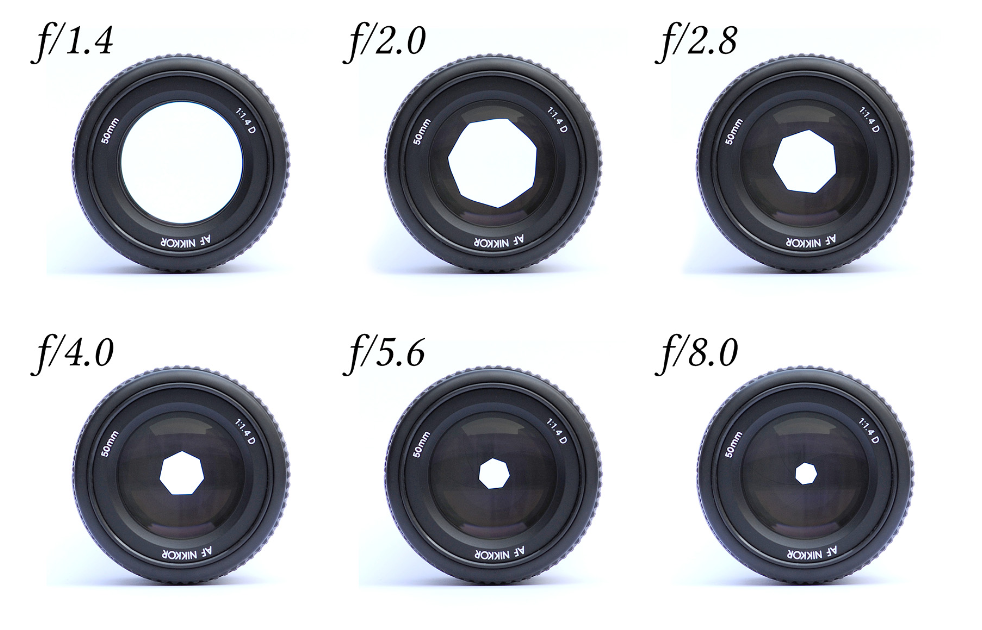 f/1.4
50mm
1:1.4 D
AF NIKKOR
f/2.0
50mm
1:1.4 D
AF NIKKOR
f/2.8
50mm
1:1.4 D
AF NIKKOR
f/4.0
50mm
1:1.4 D
AF NIKKOR
f/5.6
50mm
1:1.4 D
AF NIKKOR
f/8.0
50mm
1:1.4 D
AF NIKKOR